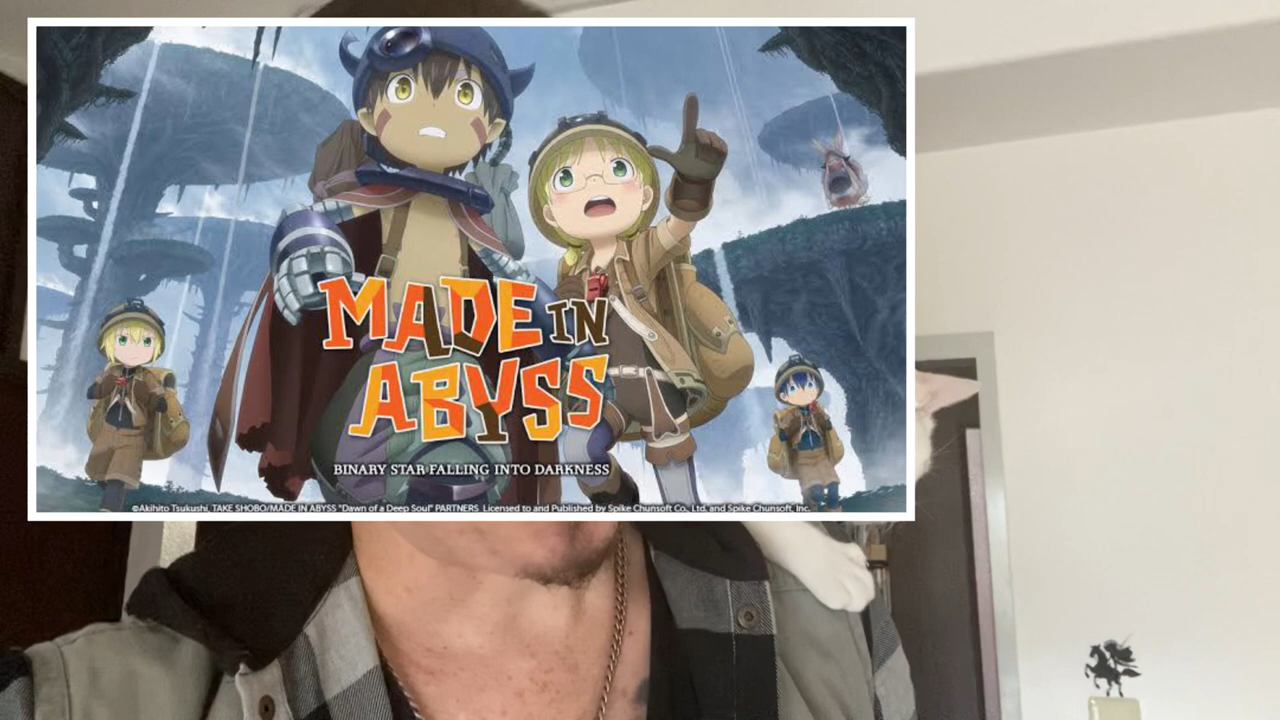 MADE IN
ABYSS
BINARY STAR FALLING INTO DARKNESS
©Akihito Tsukushi, TAKE SHOBO/MADE IN ABYSS "Dawn of a Deep Soul" PARTNERS Licensed to and Published by Spike Chunsoft Co., Ltd. and Spike Chunsoft, Inc.